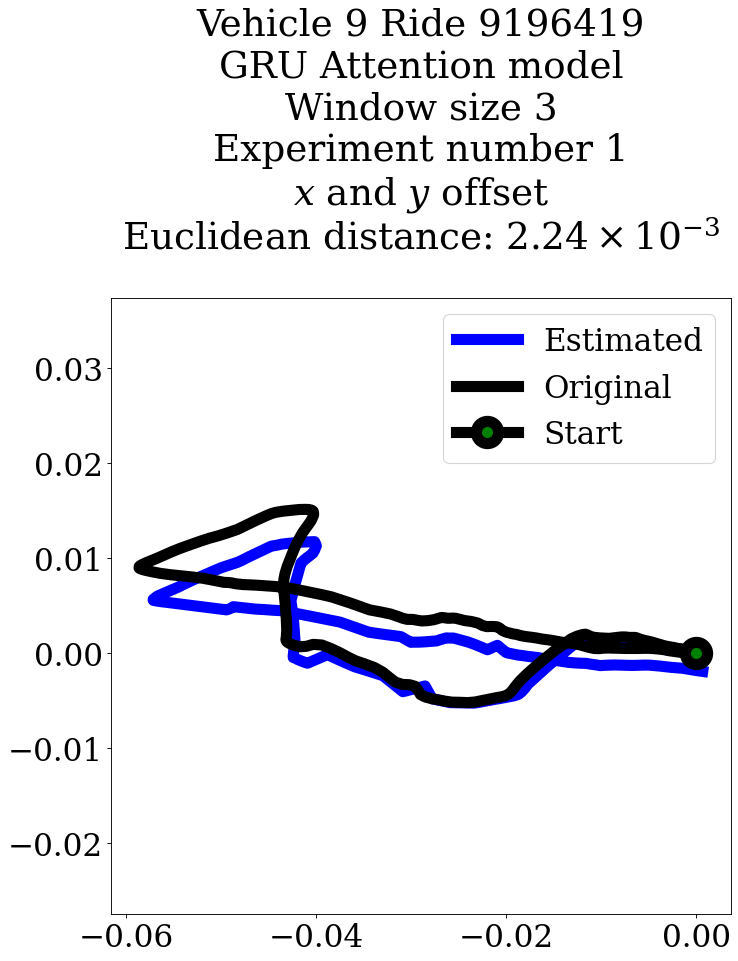 Vehicle 9 Ride 9196419
GRU Attention model
Window size 3
Experiment number 1
x and y offset
Euclidean distance: 2.24 × 10⁻³
Estimated
Original
Start
0.03
0.02
0.01
0.00
−0.01
−0.02
−0.06
−0.04
−0.02
0.00